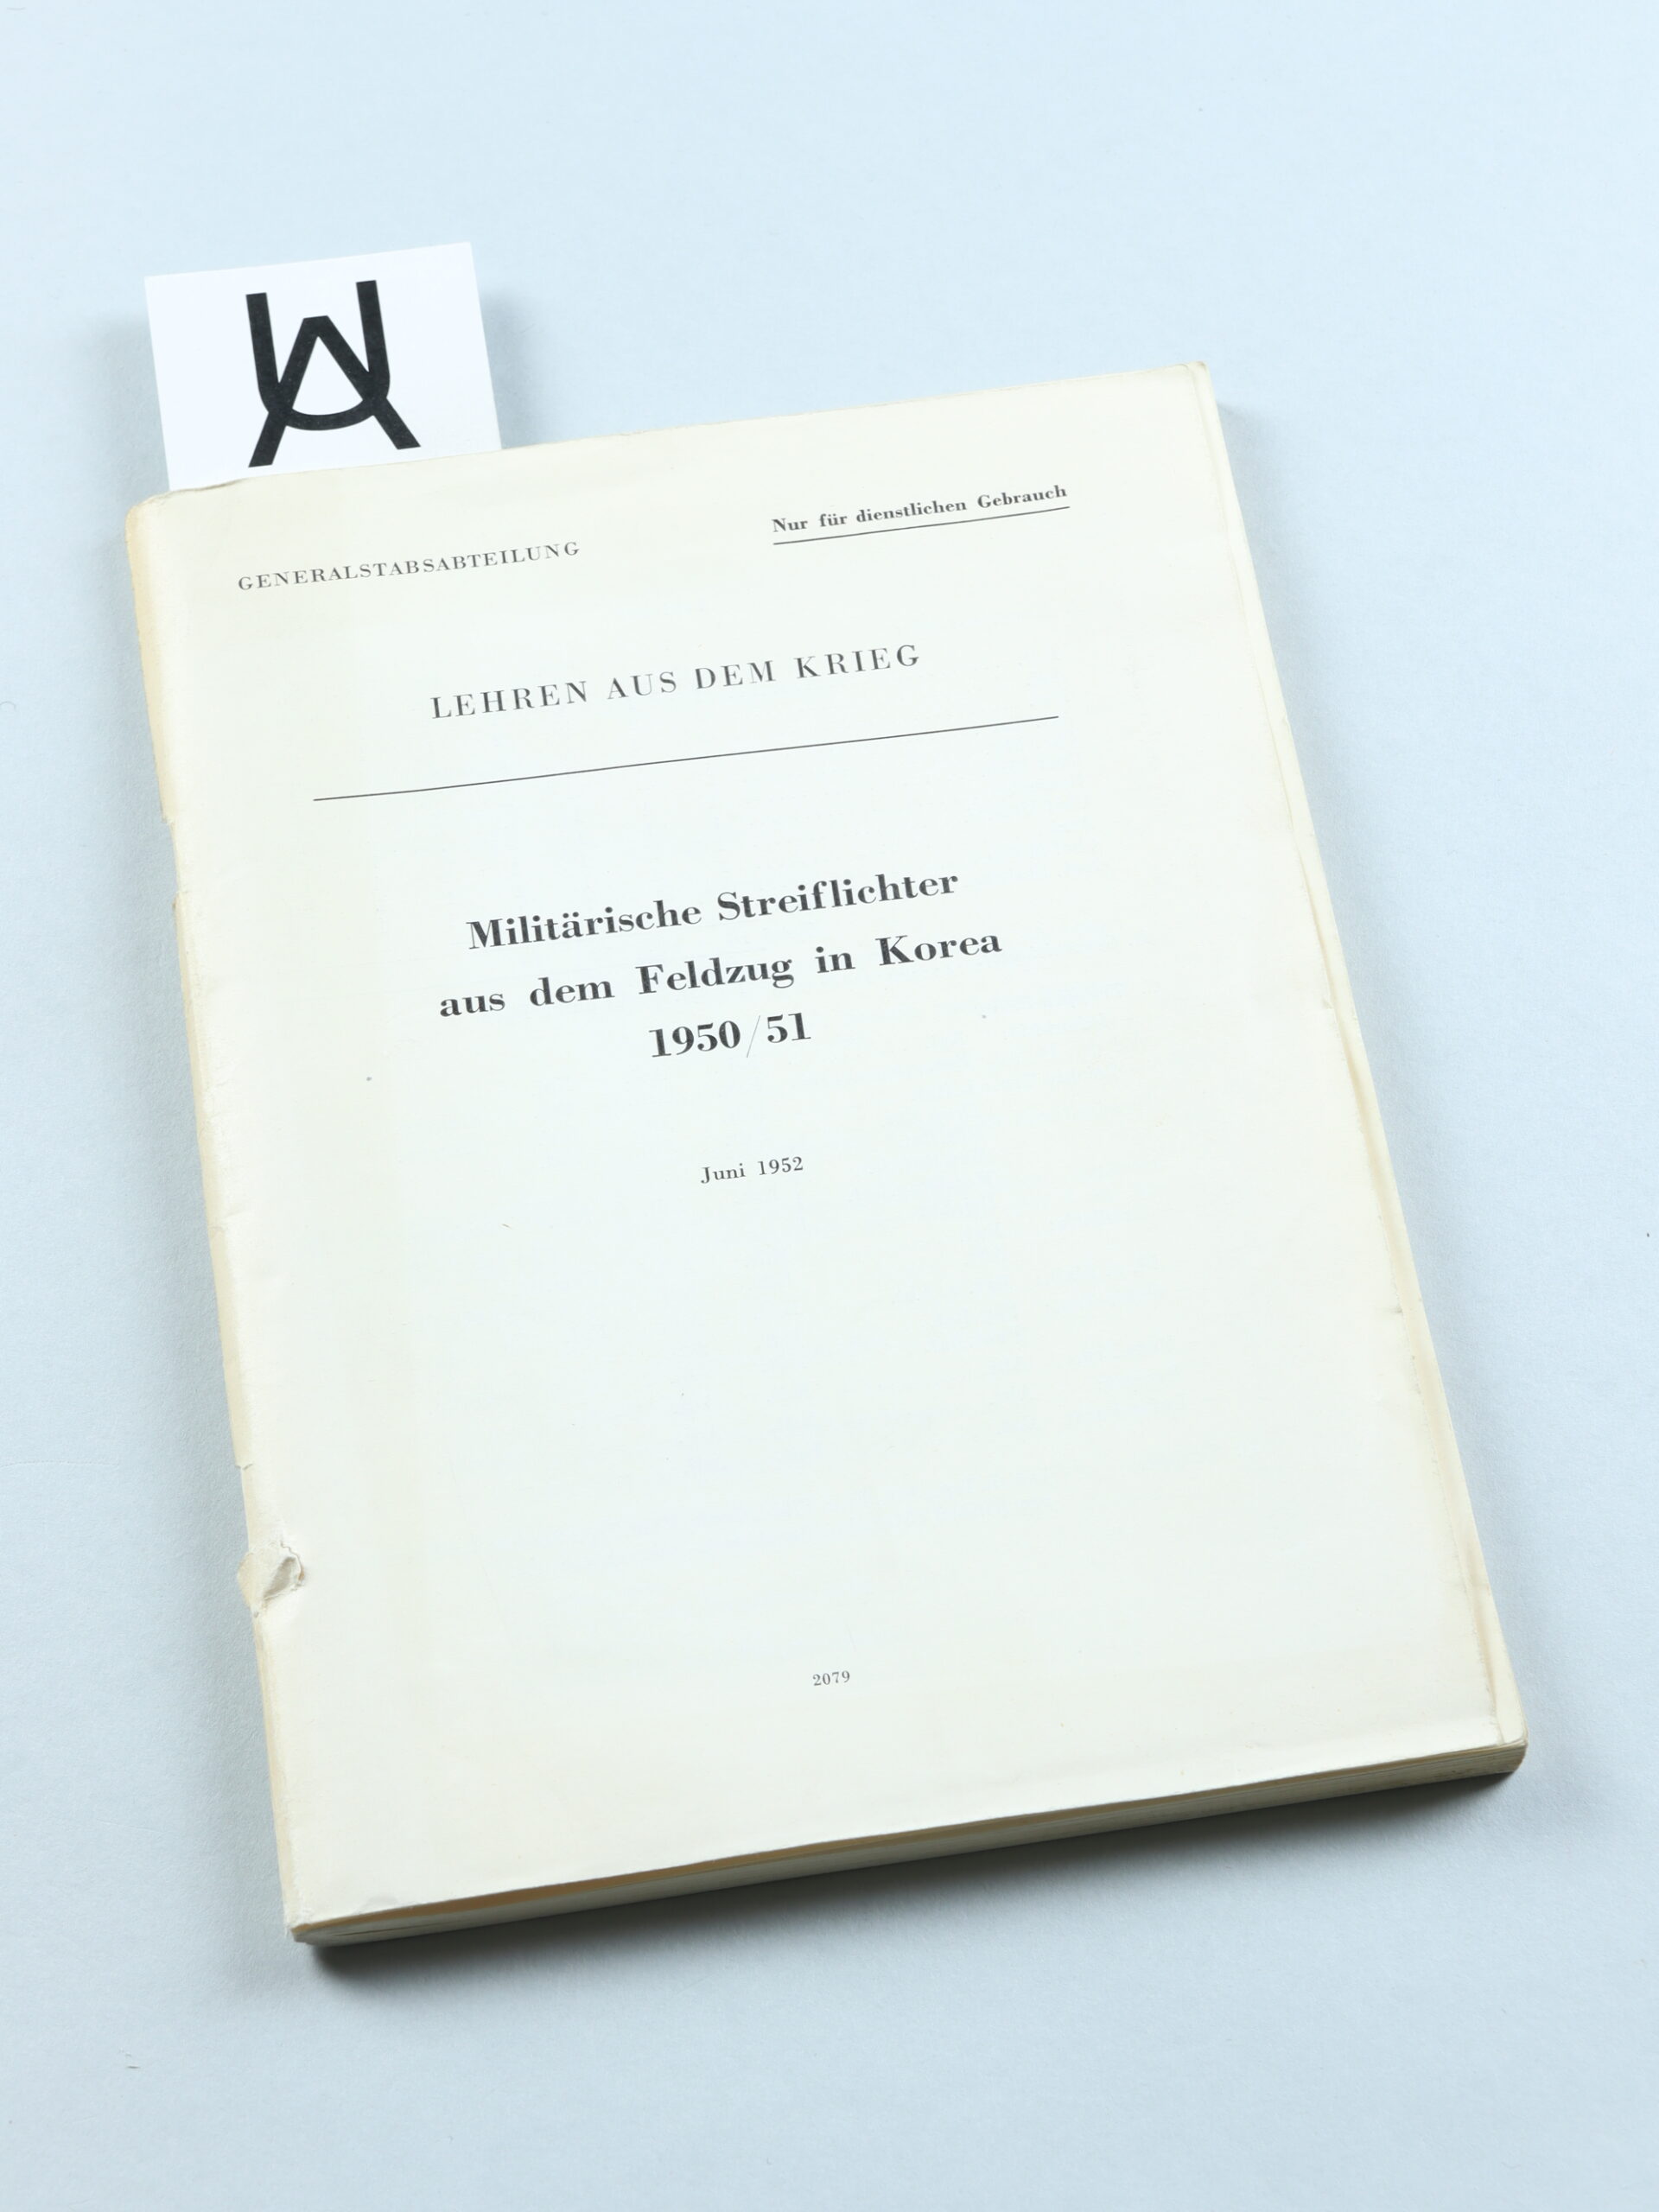 GENERALSTABSABTEILUNG
Nur für dienstlichen Gebrauch
LEHREN AUS DEM KRIEG
Militärische Streiflichter
aus dem Feldzug in Korea
1950/51
Juni 1952
2079